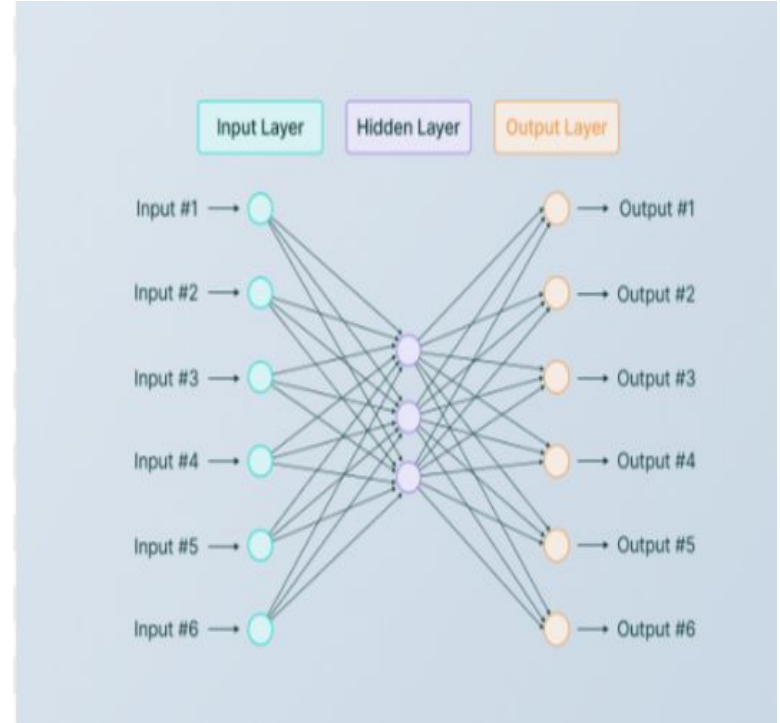 Input Layer Hidden Layer Output Layer
Input #1 Output #1
Input #2 Output #2
Input #3 Output #3
Input #4 Output #4
Input #5 Output #5
Input #6 Output #6